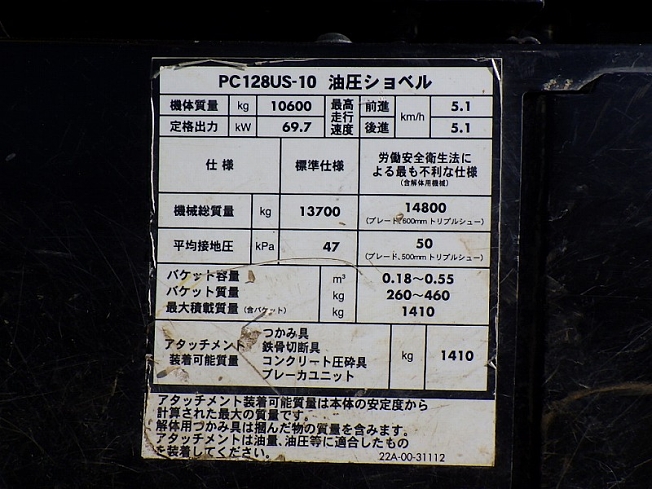 PC128US-10 油圧ショベル
機体質量 kg 10600 最高走行速度 前進 km/h 5.1
定格出力 kW 69.7 後進 5.1
仕様 標準仕様 労働安全衛生法による最も不利な仕様
(含解体用機械)
機械総質量 kg 13700 14800
(ブレード、600mmトリプルシュー)
平均接地圧 kPa 47 50
(ブレード、500mmトリプルシュー)
バケット容量 m³ 0.18～0.55
バケット質量 kg 260～460
最大積載質量 (含バケット) kg 1410
アタッチメント装着可能質量 つかみ具 kg 1410
鉄骨切断具
コンクリート圧砕具
ブレーカユニット
アタッチメント装着可能質量は本体の安定度から
計算された最大の質量です。
解体用つかみ具は掴んだ物の質量を含みます。
アタッチメントは油量、油圧等に適合したもの
を装着してください。 22A-00-31112